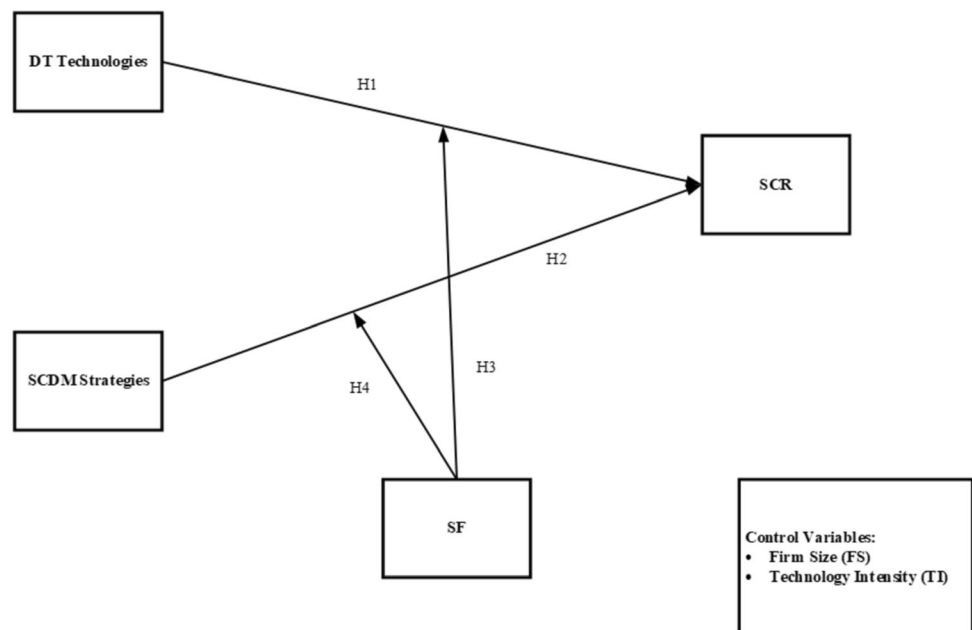 DT Technologies
H1
SCR
H2
SCDM Strategies
H3
H4
SF
Control Variables:
• Firm Size (FS)
• Technology Intensity (TI)